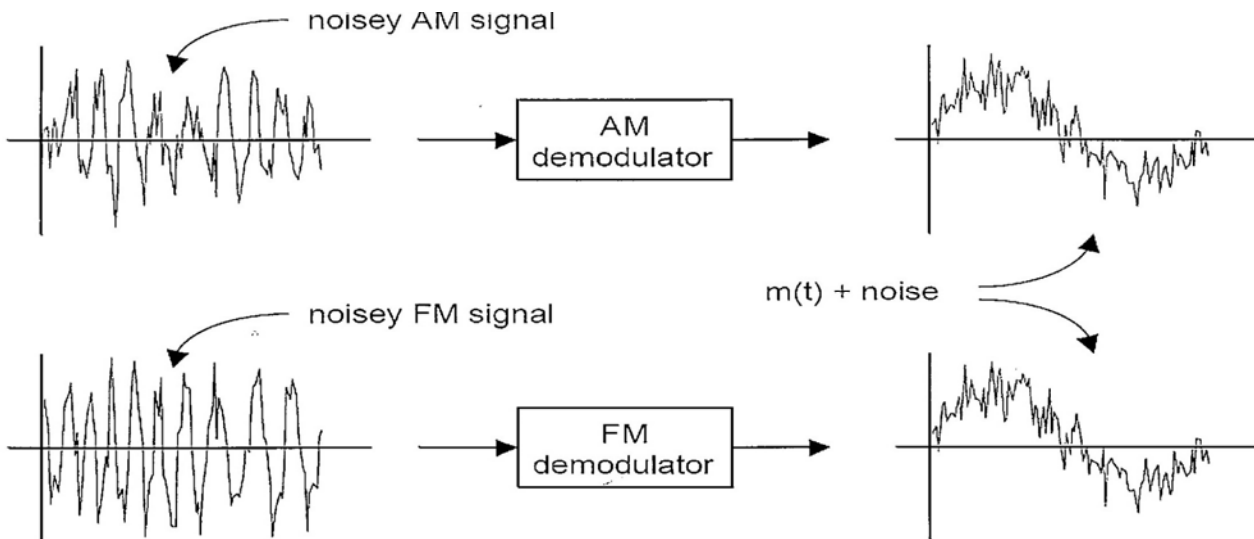 noisey AM signal
AM
demodulator
m(t) + noise
noisey FM signal
FM
demodulator